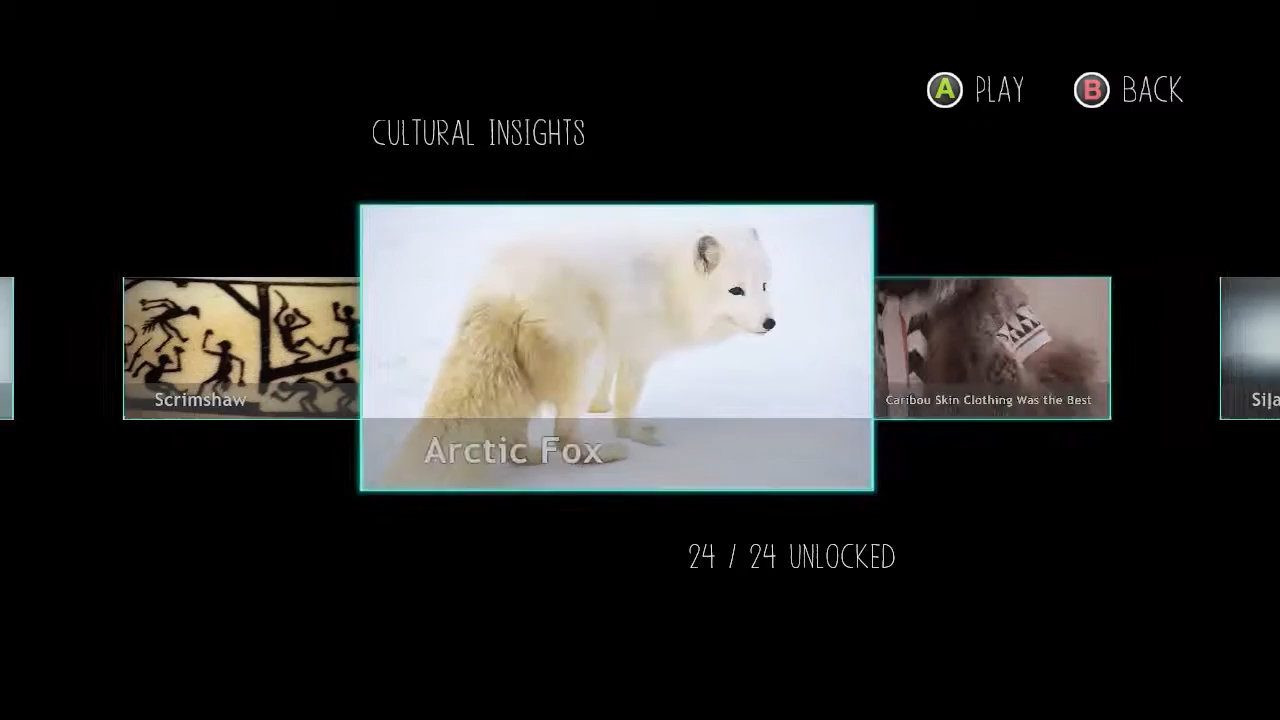 A PLAY B BACK
CULTURAL INSIGHTS
Scrimshaw
Arctic Fox
Caribou Skin Clothing Was the Best
24 / 24 UNLOCKED